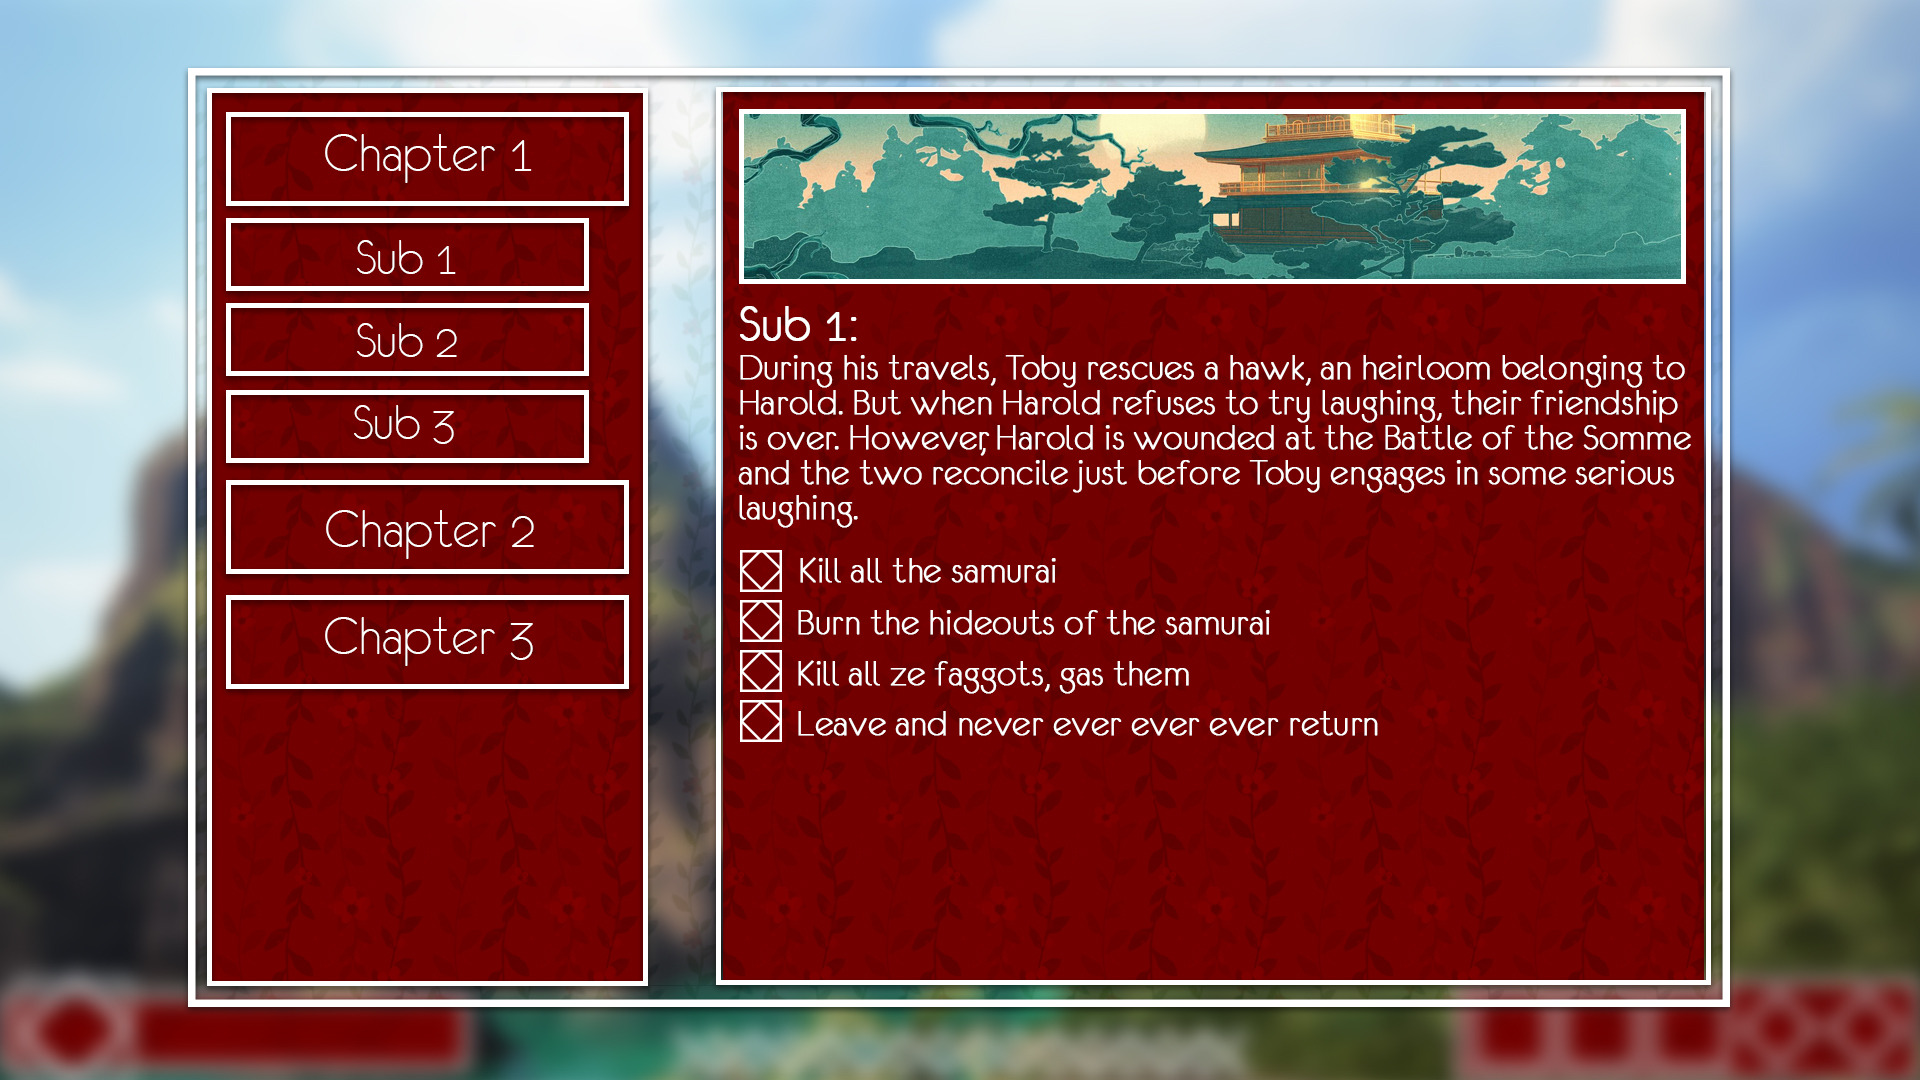 Chapter 1
Sub 1
Sub 2
Sub 3
Chapter 2
Chapter 3
Sub 1:
During his travels, Toby rescues a hawk, an heirloom belonging to
Harold. But when Harold refuses to try laughing, their friendship
is over. However, Harold is wounded at the Battle of the Somme
and the two reconcile just before Toby engages in some serious
laughing.
Kill all the samurai
Burn the hideouts of the samurai
Kill all ze faggots, gas them
Leave and never ever ever ever return